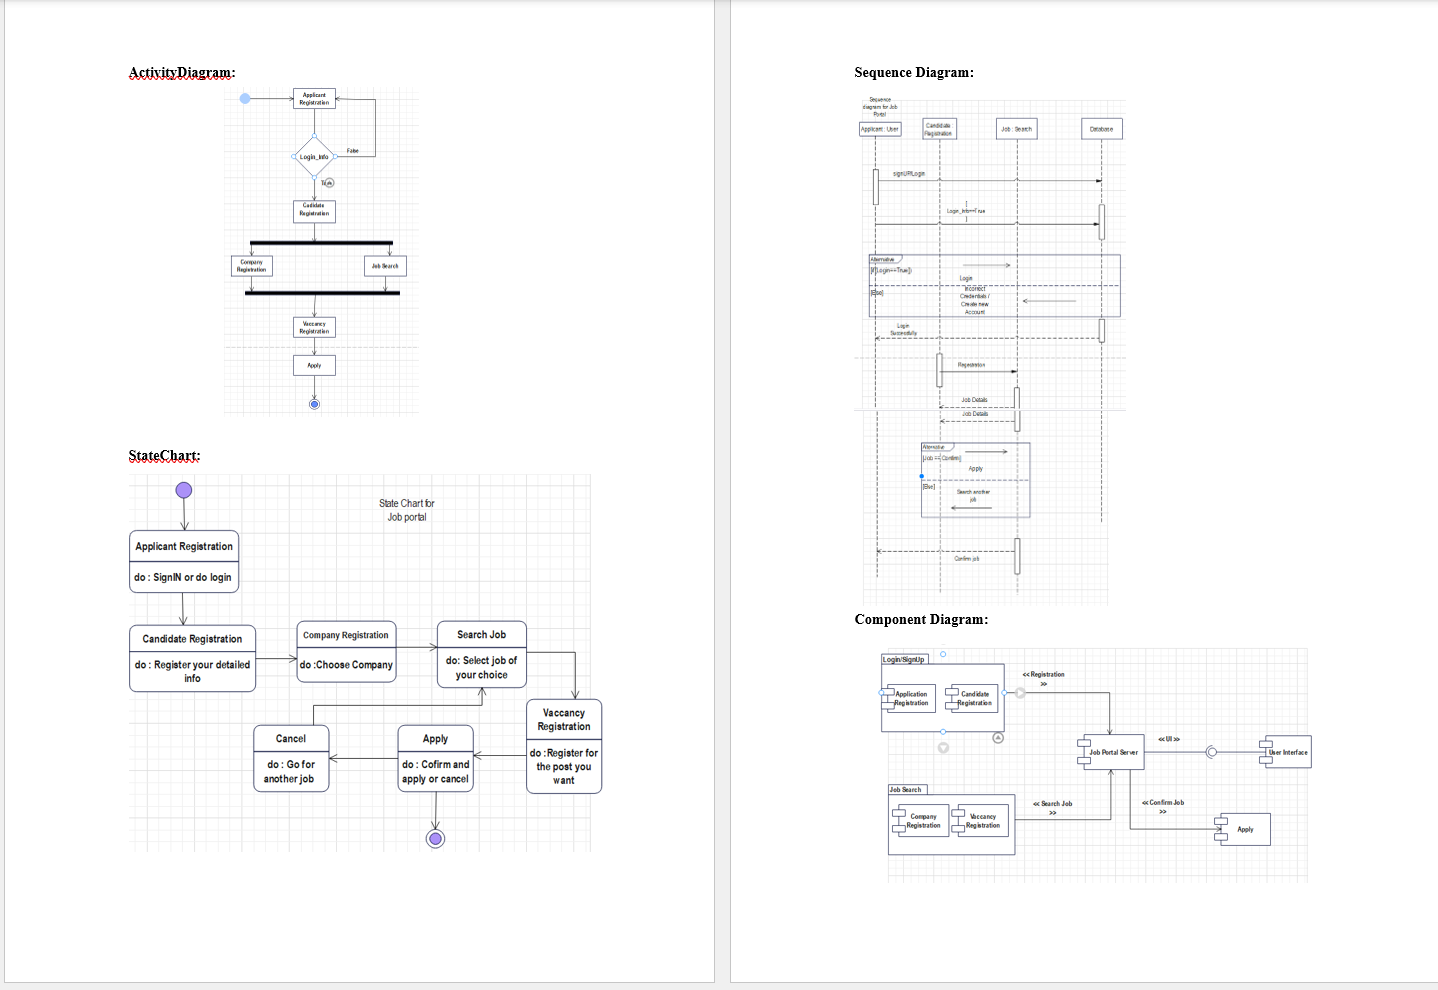 ActivityDiagram:
Applicant
Registration
Login_Info
False
Cadidate
Registration
Company
Registration
Job Search
Vaccancy
Registration
Apply
StateChart:
State Chart for
Job portal
Applicant Registration
do : SignIN or do login
Candidate Registration
do : Register your detailed
info
Company Registration
do :Choose Company
Search Job
do: Select job of
your choice
Vaccancy
Registration
do :Register for
the post you
want
Cancel
do : Go for
another job
Apply
do : Cofirm and
apply or cancel
Sequence Diagram:
Sequence
diagram for Job
Portal
Applicant : User
Candidate :
Registration
Job : Search
Database
signUP/Login
Login_Info==True
Alternative
[if(Login==True)]
Login
[Else]
Incorrect
Credentials /
Create new
Account
Login
Successfully
Registration
Job Details
Job Details
Alternative
[Job == Confirm]
Apply
[Else]
Search another
job
Confirm job
Component Diagram:
Login/SignUp
Application
Registration
Candidate
Registration
<< Registration
>>
Job Portal Server
<< UI >>
User Interface
Job Search
Company
Registration
Vaccancy
Registration
<< Search Job
>>
<< Confirm Job
>>
Apply